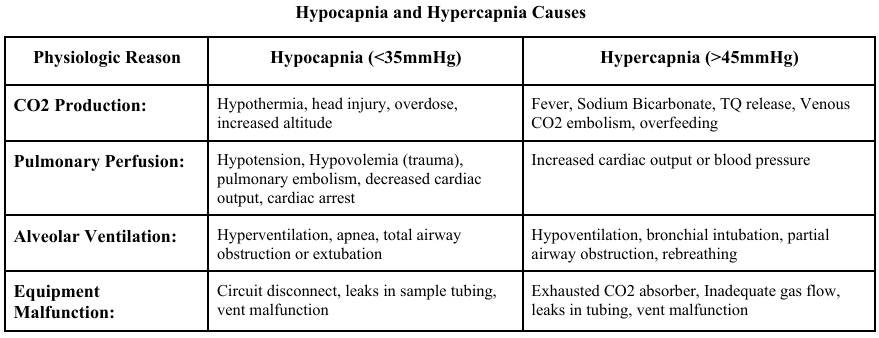 Hypocapnia and Hypercapnia Causes
Physiologic Reason
Hypocapnia (<35mmHg)
Hypercapnia (>45mmHg)
CO2 Production:
Hypothermia, head injury, overdose,
increased altitude
Fever, Sodium Bicarbonate, TQ release, Venous
CO2 embolism, overfeeding
Pulmonary Perfusion:
Hypotension, Hypovolemia (trauma),
pulmonary embolism, decreased cardiac
output, cardiac arrest
Increased cardiac output or blood pressure
Alveolar Ventilation:
Hyperventilation, apnea, total airway
obstruction or extubation
Hypoventilation, bronchial intubation, partial
airway obstruction, rebreathing
Equipment
Malfunction:
Circuit disconnect, leaks in sample tubing,
vent malfunction
Exhausted CO2 absorber, Inadequate gas flow,
leaks in tubing, vent malfunction